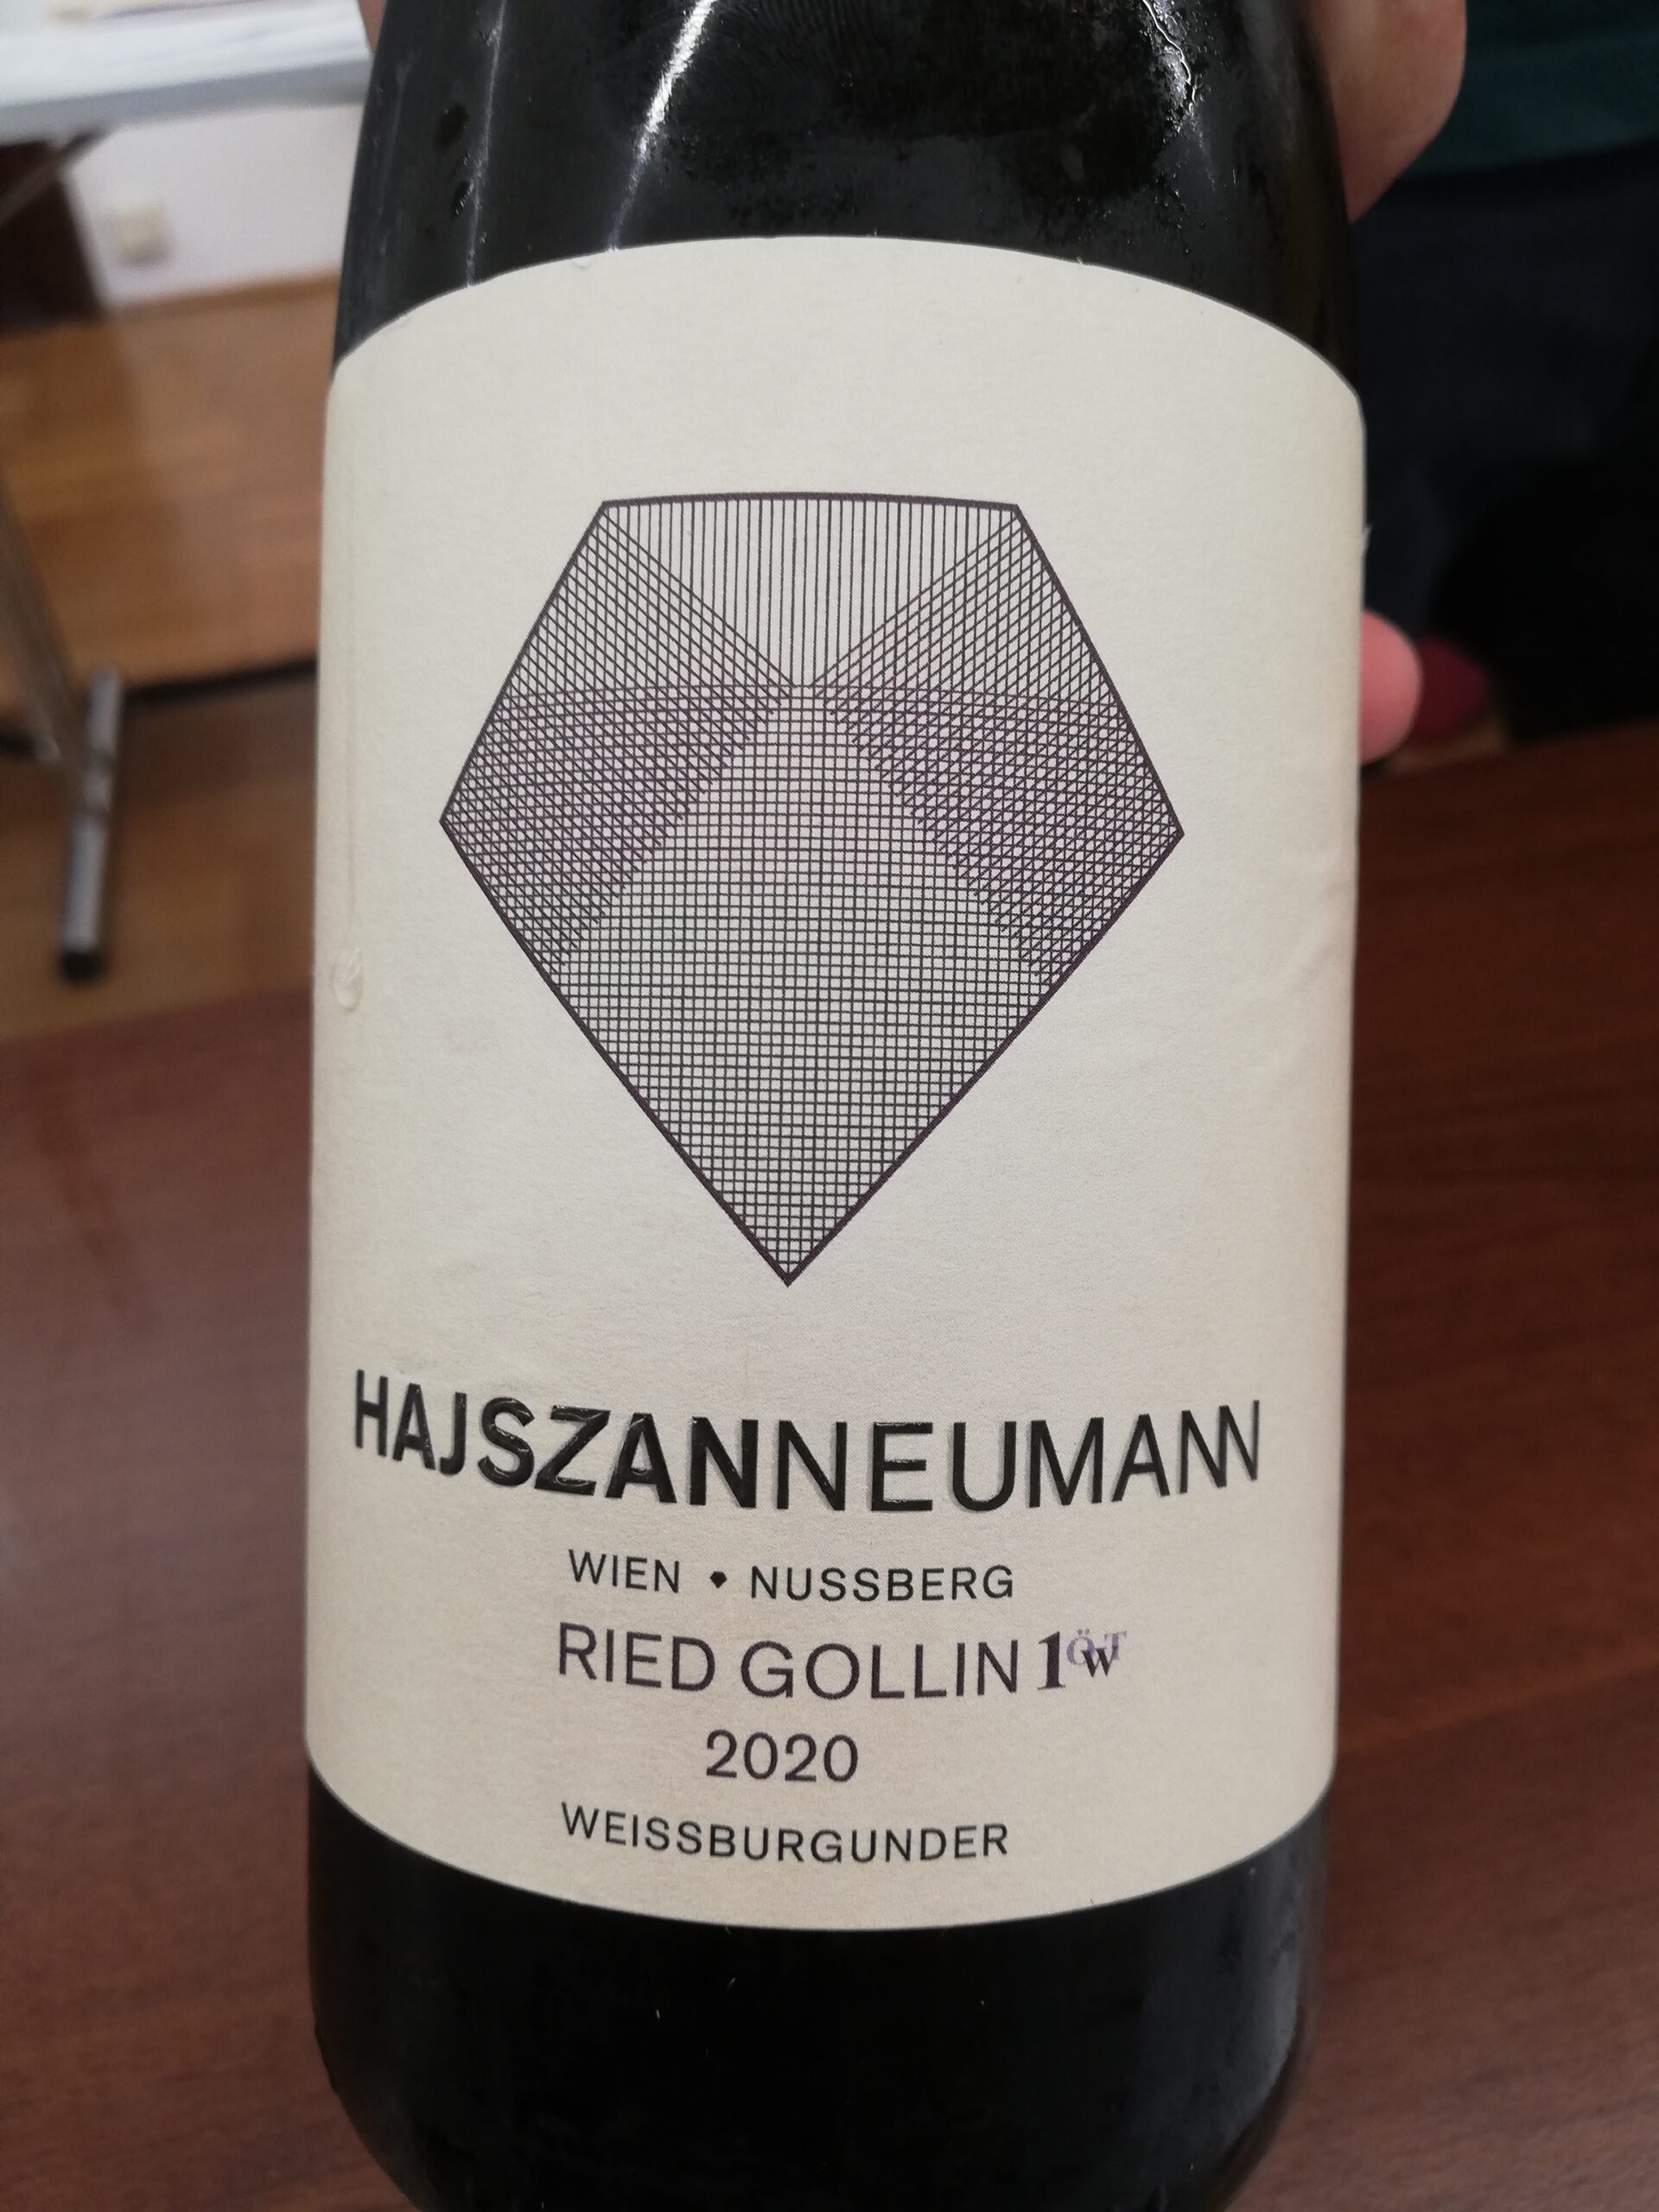 HAJSZANNEUMANN
WIEN • NUSSBERG
RIED GOLLIN 1ÖTW
2020
WEISSBURGUNDER